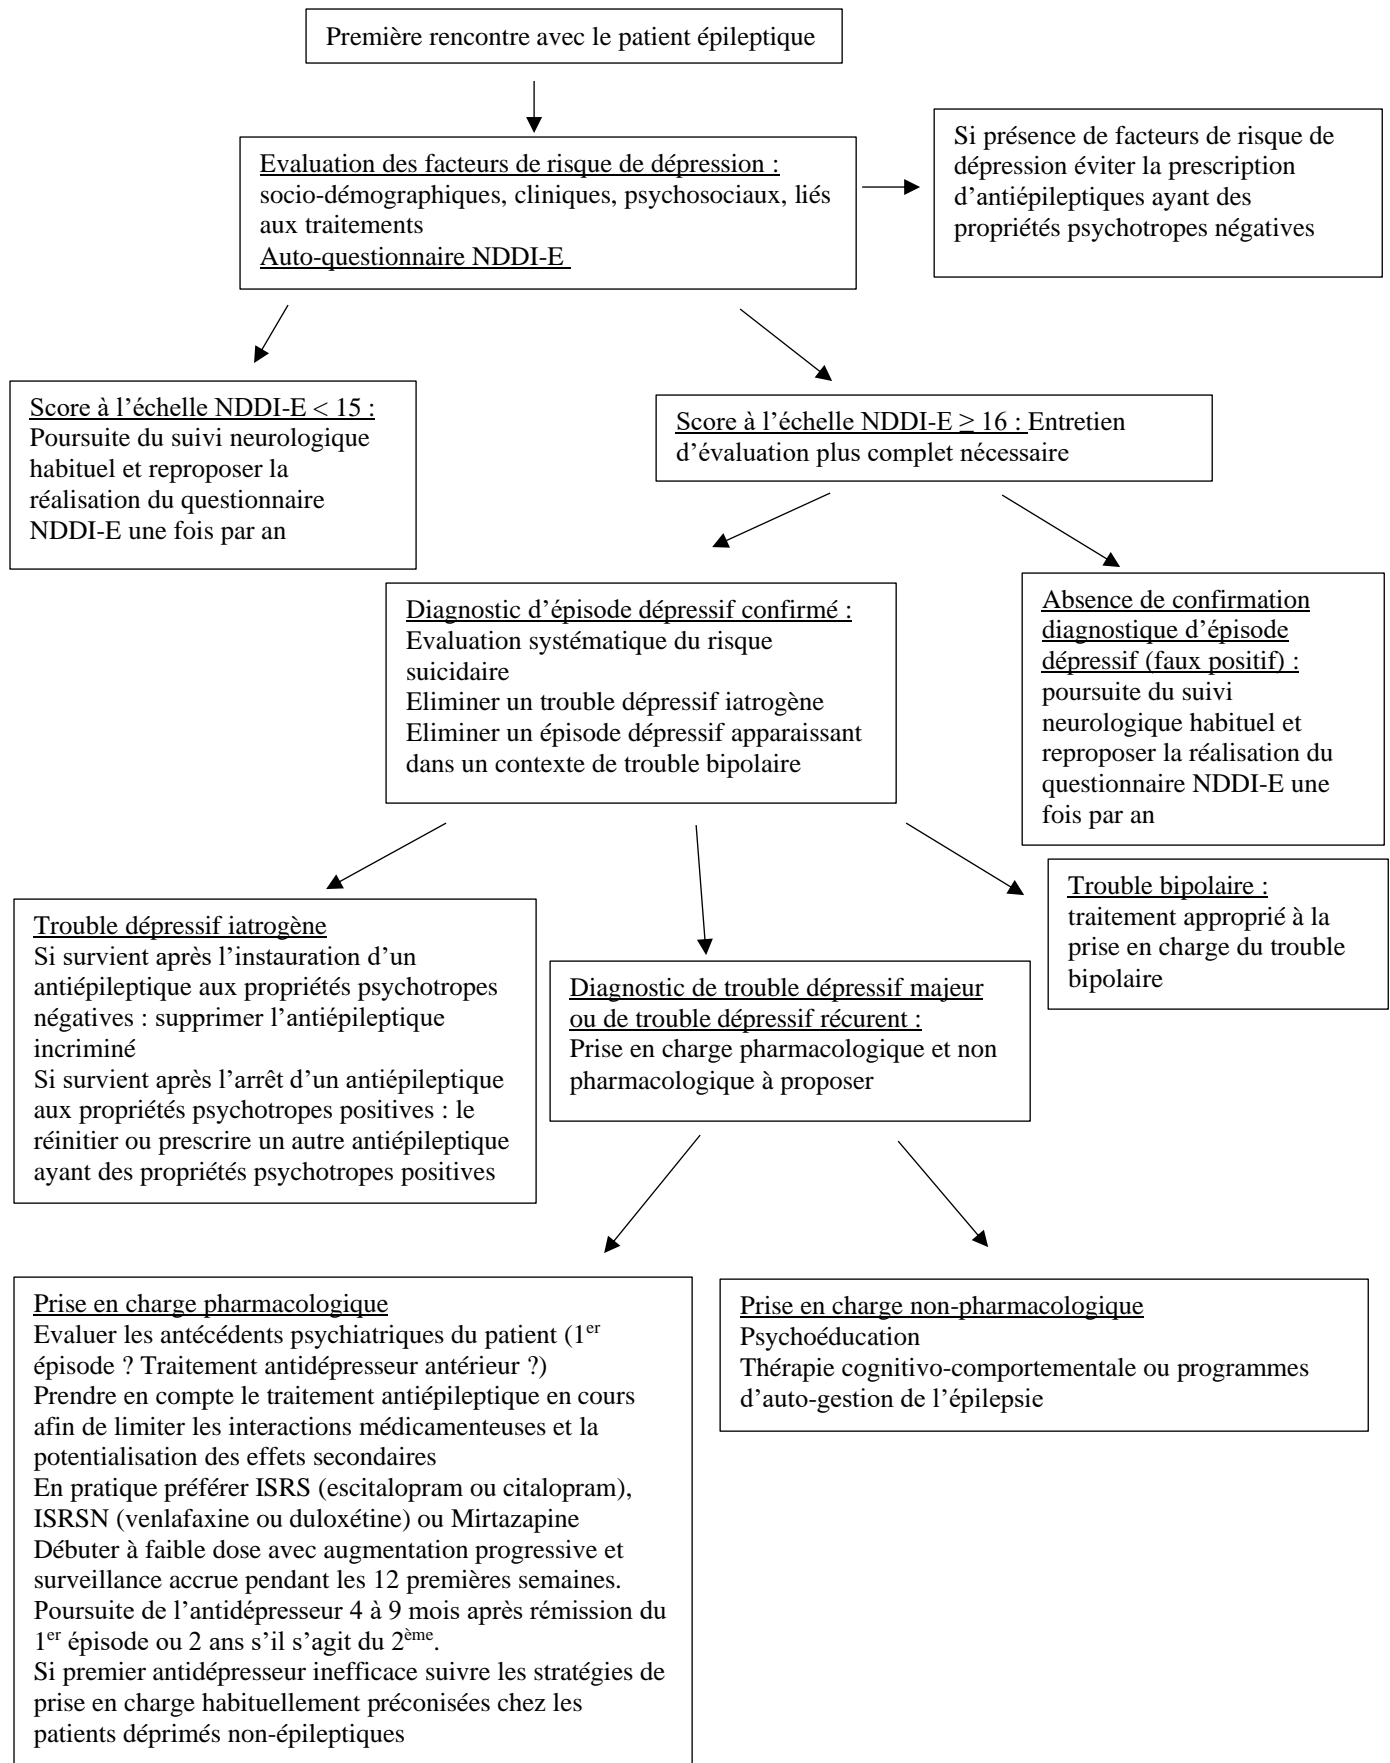 Première rencontre avec le patient épileptique
Evaluation des facteurs de risque de dépression :
socio-démographiques, cliniques, psychosociaux, liés
aux traitements
Auto-questionnaire NDDI-E
Si présence de facteurs de risque de
dépression éviter la prescription
d’antiépileptiques ayant des
propriétés psychotropes négatives
Score à l’échelle NDDI-E < 15 :
Poursuite du suivi neurologique
habituel et reproposer la
réalisation du questionnaire
NDDI-E une fois par an
Score à l’échelle NDDI-E ≥ 16 : Entretien
d’évaluation plus complet nécessaire
Diagnostic d’épisode dépressif confirmé :
Evaluation systématique du risque
suicidaire
Eliminer un trouble dépressif iatrogène
Eliminer un épisode dépressif apparaissant
dans un contexte de trouble bipolaire
Absence de confirmation
diagnostique d’épisode
dépressif (faux positif) :
poursuite du suivi
neurologique habituel et
reproposer la réalisation du
questionnaire NDDI-E une
fois par an
Trouble dépressif iatrogène
Si survient après l’instauration d’un
antiépileptique aux propriétés psychotropes
négatives : supprimer l’antiépileptique
incriminé
Si survient après l’arrêt d’un antiépileptique
aux propriétés psychotropes positives : le
réinitier ou prescrire un autre antiépileptique
ayant des propriétés psychotropes positives
Diagnostic de trouble dépressif majeur
ou de trouble dépressif récurent :
Prise en charge pharmacologique et non
pharmacologique à proposer
Trouble bipolaire :
traitement approprié à la
prise en charge du trouble
bipolaire
Prise en charge pharmacologique
Evaluer les antécédents psychiatriques du patient (1er
épisode ? Traitement antidépresseur antérieur ?)
Prendre en compte le traitement antiépileptique en cours
afin de limiter les interactions médicamenteuses et la
potentialisation des effets secondaires
En pratique préférer ISRS (escitalopram ou citalopram),
ISRSN (venlafaxine ou duloxétine) ou Mirtazapine
Débuter à faible dose avec augmentation progressive et
surveillance accrue pendant les 12 premières semaines.
Poursuite de l’antidépresseur 4 à 9 mois après rémission du
1er épisode ou 2 ans s’il s’agit du 2ème.
Si premier antidépresseur inefficace suivre les stratégies de
prise en charge habituellement préconisées chez les
patients déprimés non-épileptiques
Prise en charge non-pharmacologique
Psychoéducation
Thérapie cognitivo-comportementale ou programmes
d’auto-gestion de l’épilepsie